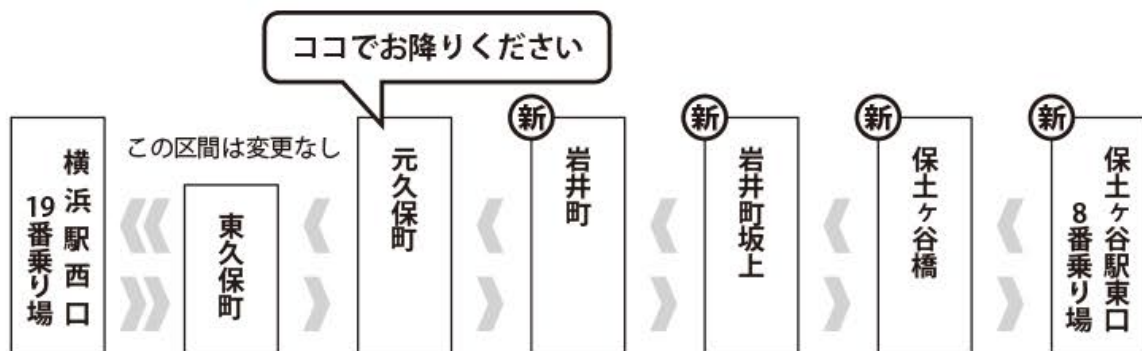 ココでお降りください
この区間は変更なし
横浜駅西口
19番乗り場
東久保町
元久保町
新
岩井町
新
岩井町坂上
新
保土ヶ谷橋
新
保土ヶ谷駅東口
8番乗り場